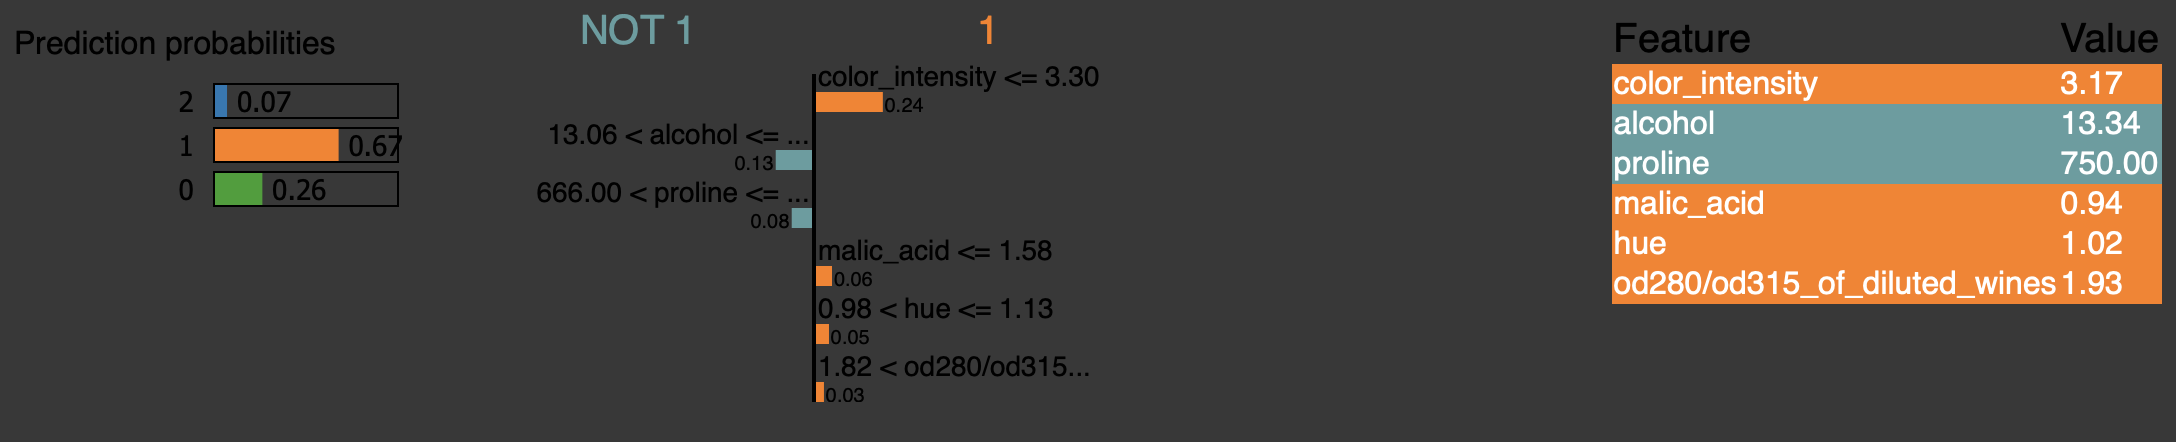 Prediction probabilities
2 0.07
1 0.67
0 0.26
NOT 1 1
color_intensity <= 3.30
0.24
13.06 < alcohol <= ...
0.13
666.00 < proline <= ...
0.08
malic_acid <= 1.58
0.06
0.98 < hue <= 1.13
0.05
1.82 < od280/od315...
0.03
Feature Value
color_intensity 3.17
alcohol 13.34
proline 750.00
malic_acid 0.94
hue 1.02
od280/od315_of_diluted_wines 1.93